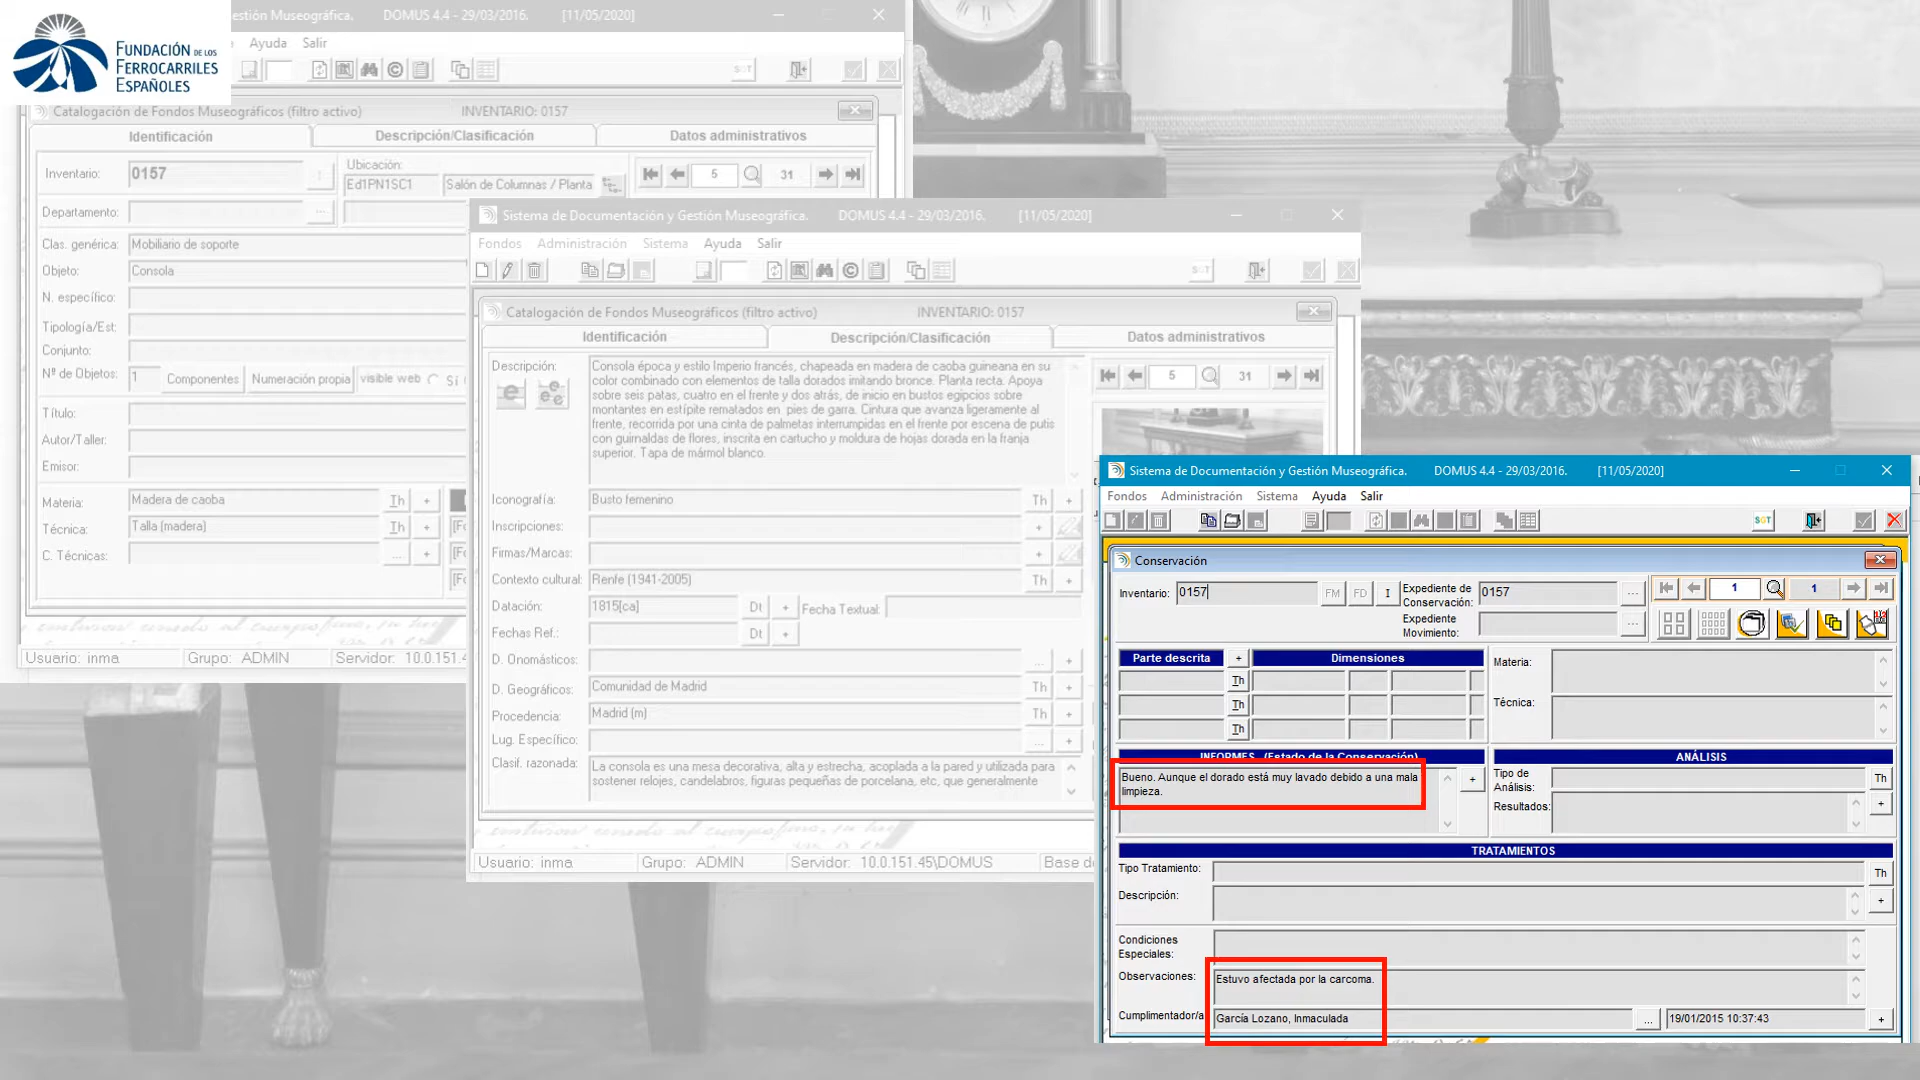 FUNDACIÓN DE LOS
FERROCARRILES
ESPAÑOLES
estión Museográfica. DOMUS 4.4 - 29/03/2016. [11/05/2020]
Ayuda Salir
SGT
Catalogación de Fondos Museográficos (filtro activo) INVENTARIO: 0157
Identificación Descripción/Clasificación Datos administrativos
Inventario: 0157
Ubicación:
Ed1PN1SC1 Salón de Columnas / Planta
5 31
Departamento:
Clas. genérica: Mobiliario de soporte
Objeto: Consola
N. específico:
Tipología/Est:
Conjunto:
Nº de Objetos: 1 Componentes Numeración propia visible web Sí
Título:
Autor/Taller:
Emisor:
Materia: Madera de caoba Th +
Técnica: Talla (madera) Th +
C. Técnicas: ... +
Usuario: inma Grupo: ADMIN Servidor: 10.0.151.4
Sistema de Documentación y Gestión Museográfica. DOMUS 4.4 - 29/03/2016. [11/05/2020]
Fondos Administración Sistema Ayuda Salir
SGT
Catalogación de Fondos Museográficos (filtro activo) INVENTARIO: 0157
Identificación Descripción/Clasificación Datos administrativos
Descripción: Consola época y estilo Imperio francés, chapeada en madera de caoba guineana en su
color combinado con elementos de talla dorados imitando bronce. Planta recta. Apoya
sobre seis patas, cuatro en el frente y dos atrás, de inicio en bustos egipcios sobre
montantes en estípite rematados en pies de garra. Cintura que avanza ligeramente al
frente, recorrida por una cinta de palmetas interrumpidas en el frente por escena de putis
con guirnaldas de flores, inscrita en cartucho y moldura de hojas dorada en la franja
superior. Tapa de mármol blanco.
5 31
Iconografía: Busto femenino Th +
Inscripciones: +
Firmas/Marcas: +
Contexto cultural: Renfe (1941-2005) Th +
Datación: 1815[ca] Dt + Fecha Textual:
Fechas Ref.: Dt +
D. Onomásticos: ... +
D. Geográficos: Comunidad de Madrid Th +
Procedencia: Madrid (m) Th +
Lug. Específico: ... +
Clasif. razonada: La consola es una mesa decorativa, alta y estrecha, acoplada a la pared y utilizada para
sostener relojes, candelabros, figuras pequeñas de porcelana, etc, que generalmente
Usuario: inma Grupo: ADMIN Servidor: 10.0.151.45\DOMUS Base de
Sistema de Documentación y Gestión Museográfica. DOMUS 4.4 - 29/03/2016. [11/05/2020]
Fondos Administración Sistema Ayuda Salir
SGT
Conservación
Inventario: 0157 FM FD I Expediente de Conservación: 0157 ...
1 1
Expediente Movimiento: ...
Parte descrita + Dimensiones
Th
Th
Th
Materia:
Técnica:
INFORMES (Estado de la Conservación)
Bueno. Aunque el dorado está muy lavado debido a una mala
limpieza.
+
ANÁLISIS
Tipo de Análisis: Th
Resultados: +
TRATAMIENTOS
Tipo Tratamiento: Th
Descripción: +
Condiciones Especiales:
Observaciones: Estuvo afectada por la carcoma.
Cumplimentador/a García Lozano, Inmaculada ... 19/01/2015 10:37:43 +